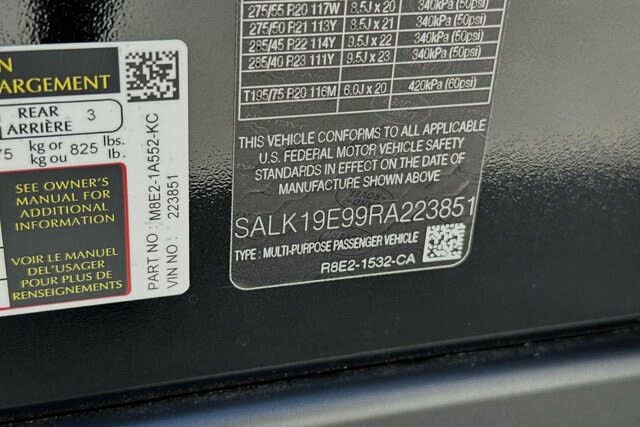 N
ARGEMENT
REAR 3
ARRIÈRE
75 kg or 825 lbs.
kg ou lb.
SEE OWNER'S
MANUAL FOR
ADDITIONAL
INFORMATION
VOIR LE MANUEL
DEL'USAGER
POUR PLUS DE
RENSEIGNEMENTS
PART NO : M8E2-1A552-KC
VIN NO : 223851
275/55 R20 117W 8.5J x 20 340kPa (50psi)
275/50 R21 113Y 8.5J x 21 340kPa (50psi)
285/45 R22 114Y 9.5J x 22 340kPa (50psi)
285/40 R23 111Y 9.5J x 23 340kPa (50psi)
T195/75 R20 116M 6.0J x 20 420kPa (60psi)
THIS VEHICLE CONFORMS TO ALL APPLICABLE
U.S. FEDERAL MOTOR VEHICLE SAFETY
STANDARDS IN EFFECT ON THE DATE OF
MANUFACTURE SHOWN ABOVE
SALK19E99RA223851
TYPE : MULTI-PURPOSE PASSENGER VEHICLE
R8E2-1532-CA